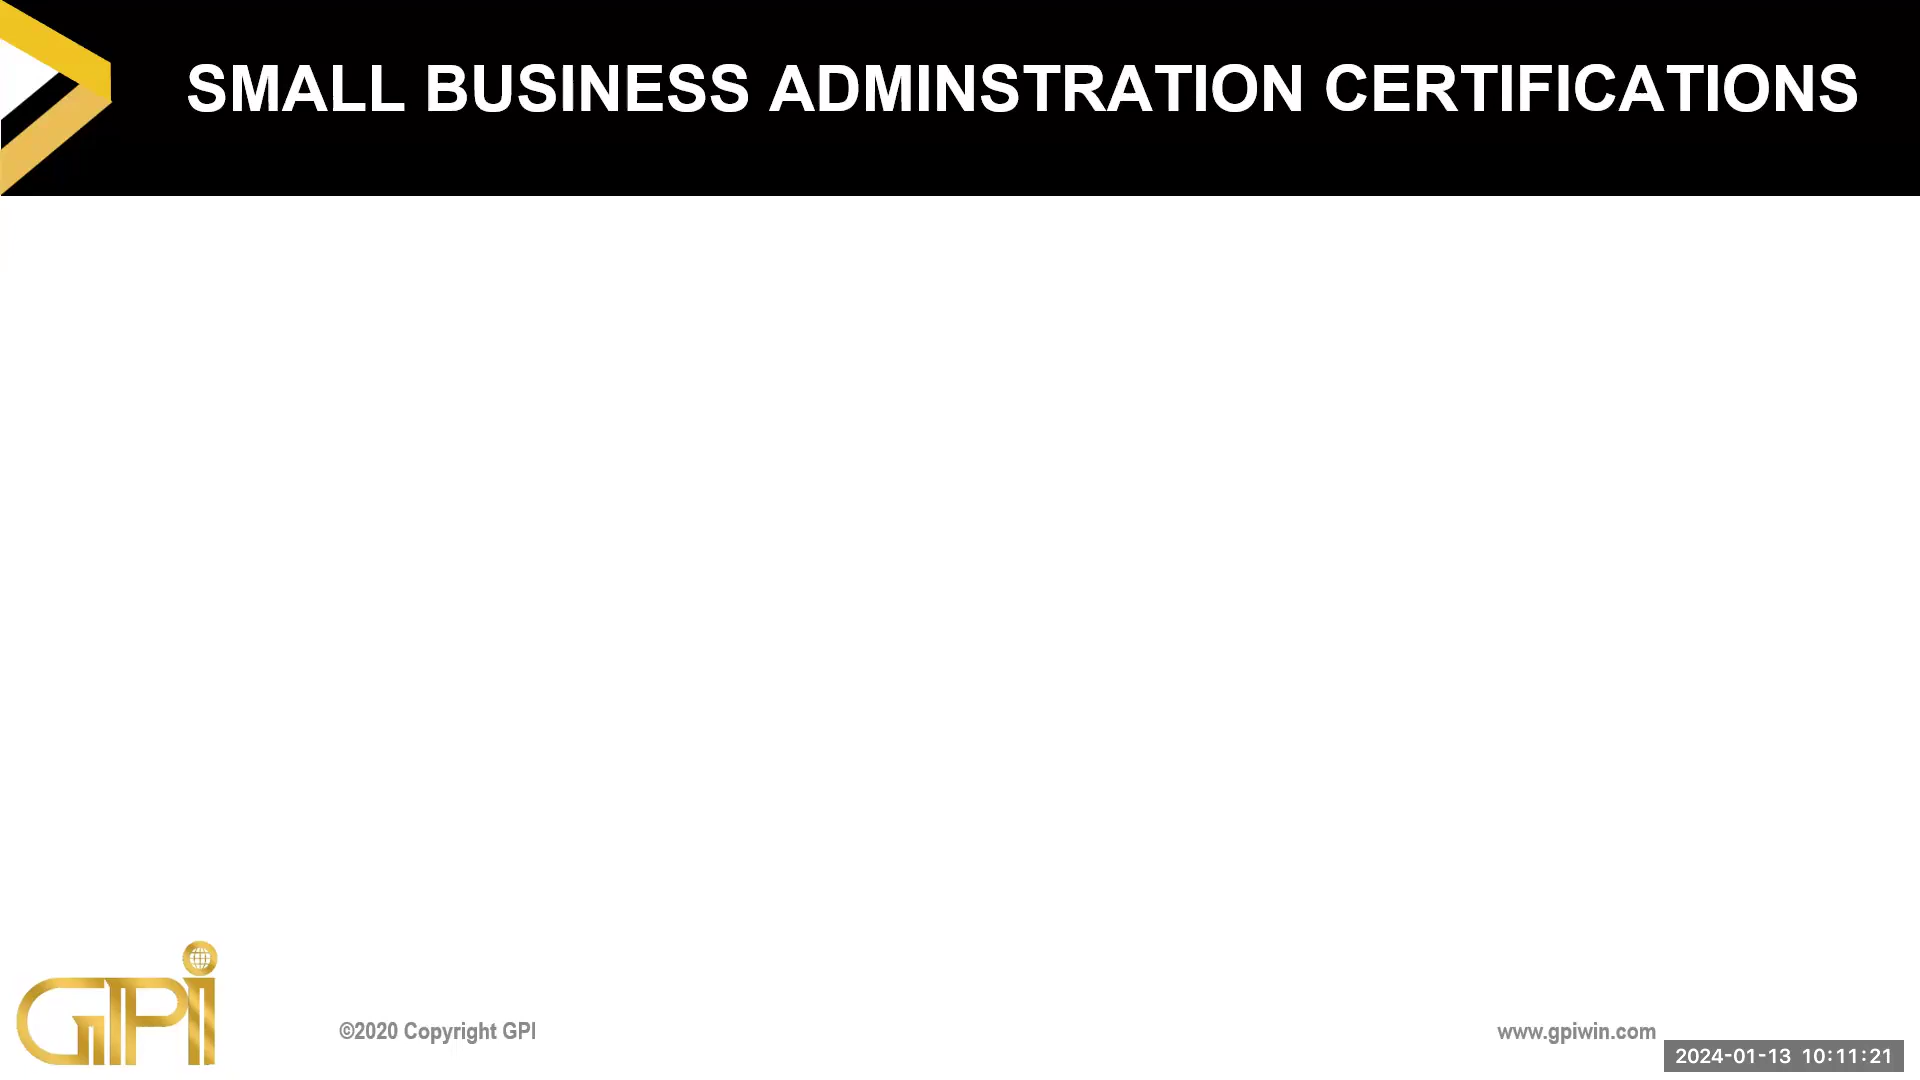 SMALL BUSINESS ADMINSTRATION CERTIFICATIONS
GPi
©2020 Copyright GPI
www.gpiwin.com
2024-01-13 10:11:21